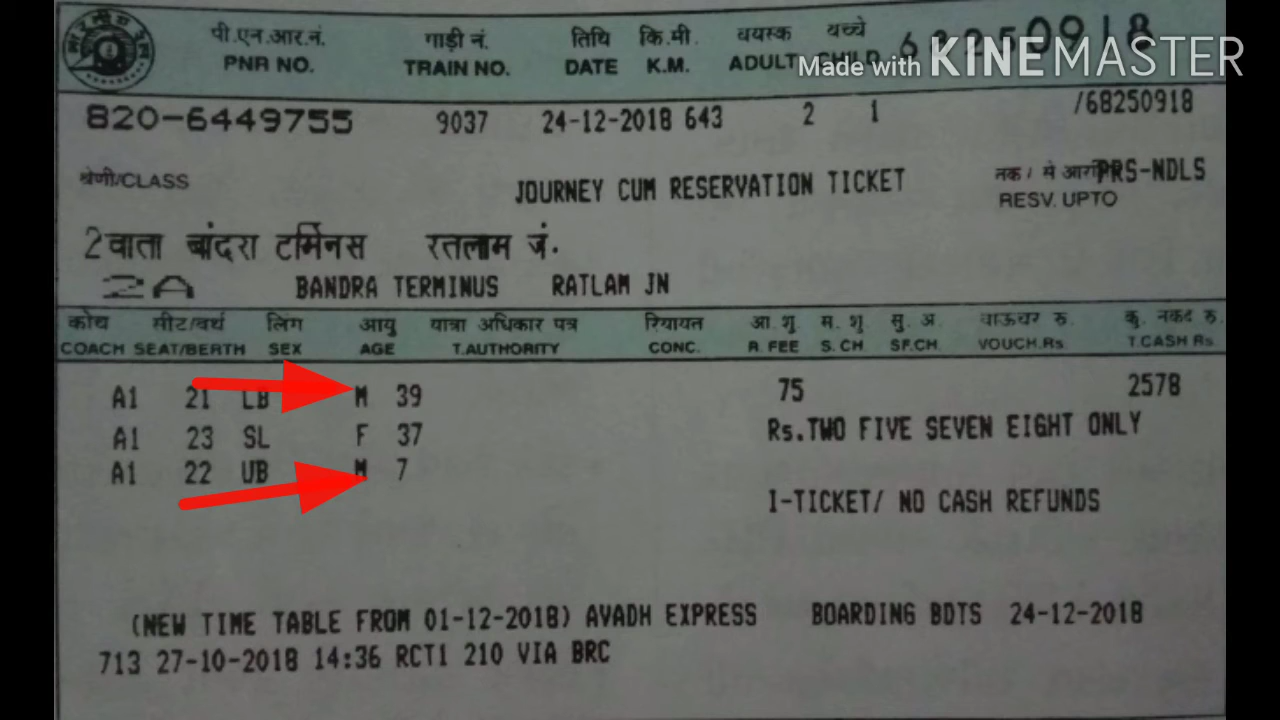 पी.एन.आर.नं. गाड़ी नं. तिथि कि.मी. वयस्क बच्चे
PNR NO. TRAIN NO. DATE K.M. ADULT CHILD
Made with KINEMASTER
820-6449755 9037 24-12-2018 643 2 1 /68250918
श्रेणी/CLASS JOURNEY CUM RESERVATION TICKET PRS-NDLS
RESV. UPTO
2वाता बांदरा टर्मिनस रतलाम जं.
2A BANDRA TERMINUS RATLAM JN
कोच सीट/बर्थ लिंग आयु यात्रा अधिकार पत्र रियायत आ.शु म.शु सु.अ वाऊचर रु. कु. नकद रु.
COACH SEAT/BERTH SEX AGE T.AUTHORITY CONC. R.FEE S.CH SF.CH. VOUCH.Rs T.CASH Rs
A1 21 LB M 39 75 2578
A1 23 SL F 37 Rs.TWO FIVE SEVEN EIGHT ONLY
A1 22 UB M 7
I-TICKET/ NO CASH REFUNDS
(NEW TIME TABLE FROM 01-12-2018) AVADH EXPRESS BOARDING BDTS 24-12-2018
713 27-10-2018 14:36 RCT1 210 VIA BRC